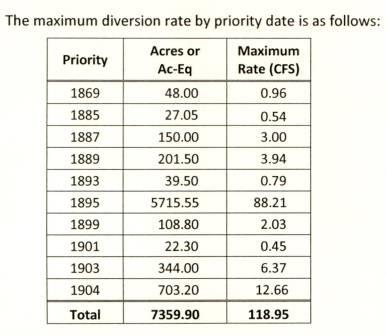 The maximum diversion rate by priority date is as follows:
Priority Acres or Ac-Eq Maximum Rate (CFS)
1869 48.00 0.96
1885 27.05 0.54
1887 150.00 3.00
1889 201.50 3.94
1893 39.50 0.79
1895 5715.55 88.21
1899 108.80 2.03
1901 22.30 0.45
1903 344.00 6.37
1904 703.20 12.66
Total 7359.90 118.95